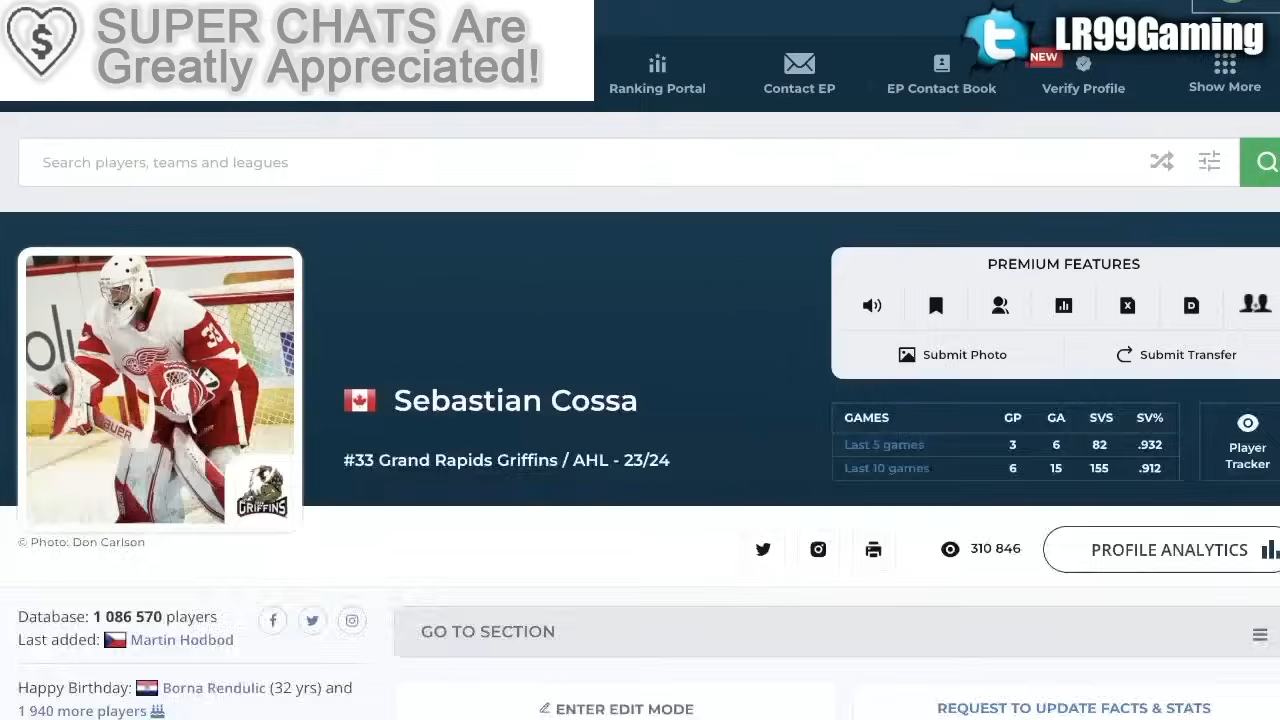 SUPER CHATS Are
Greatly Appreciated!
LR99Gaming
NEW
Ranking Portal
Contact EP
EP Contact Book
Verify Profile
Show More
Search players, teams and leagues
PREMIUM FEATURES
Submit Photo
Submit Transfer
33
BAUER
GRIFFINS
Sebastian Cossa
#33 Grand Rapids Griffins / AHL - 23/24
GAMES GP GA SVS SV%
Last 5 games 3 6 82 .932
Last 10 games 6 15 155 .912
Player
Tracker
© Photo: Don Carlson
310 846
PROFILE ANALYTICS
Database: 1 086 570 players
Last added: Martin Hodbod
GO TO SECTION
Happy Birthday: Borna Rendulic (32 yrs) and
1 940 more players
ENTER EDIT MODE
REQUEST TO UPDATE FACTS & STATS